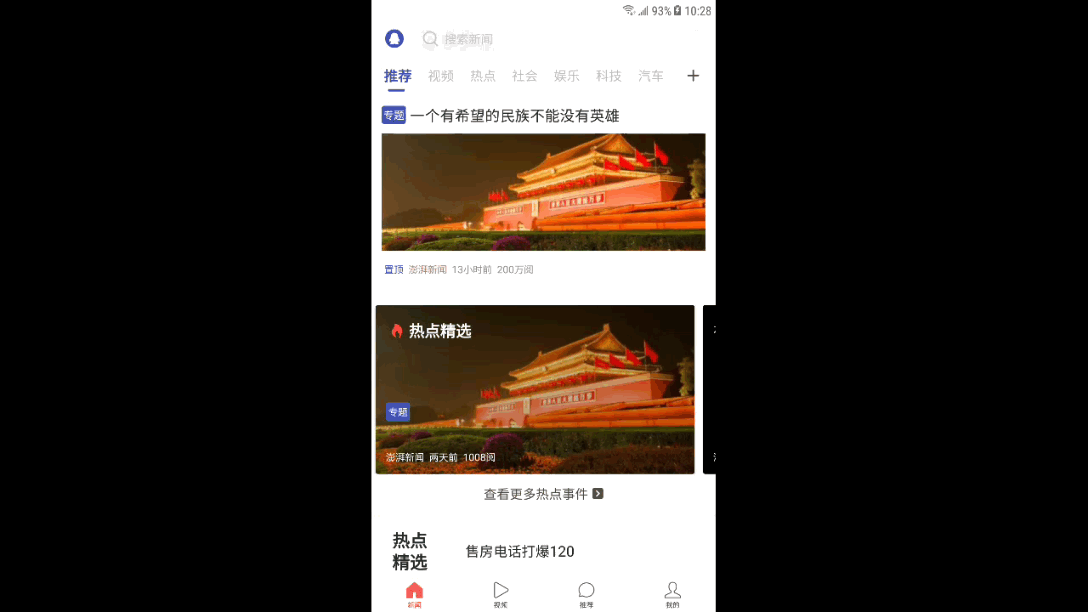 93% 10:28
搜索新闻
推荐 视频 热点 社会 娱乐 科技 汽车
专题 一个有希望的民族不能没有英雄
置顶 澎湃新闻 13小时前 200万阅
热点精选
专题
澎湃新闻 两天前 1008阅
查看更多热点事件
热点
精选
售房电话打爆120
新闻 视频 推荐 我的